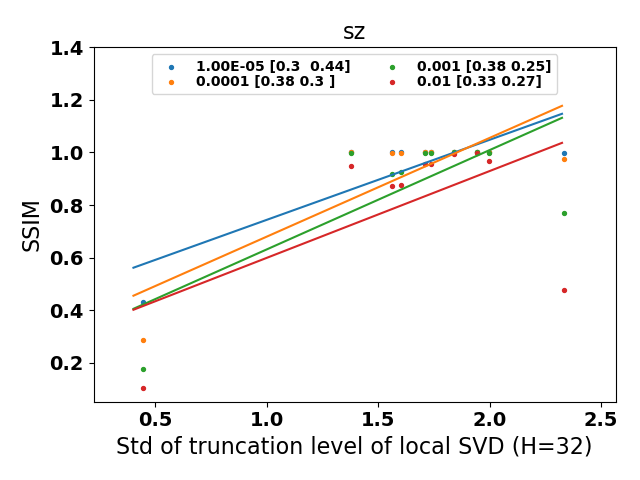 sz
1.00E-05 [0.3  0.44]
0.0001 [0.38 0.3 ]
0.001 [0.38 0.25]
0.01 [0.33 0.27]
1.4
1.2
1.0
0.8
0.6
0.4
0.2
SSIM
0.5 1.0 1.5 2.0 2.5
Std of truncation level of local SVD (H=32)